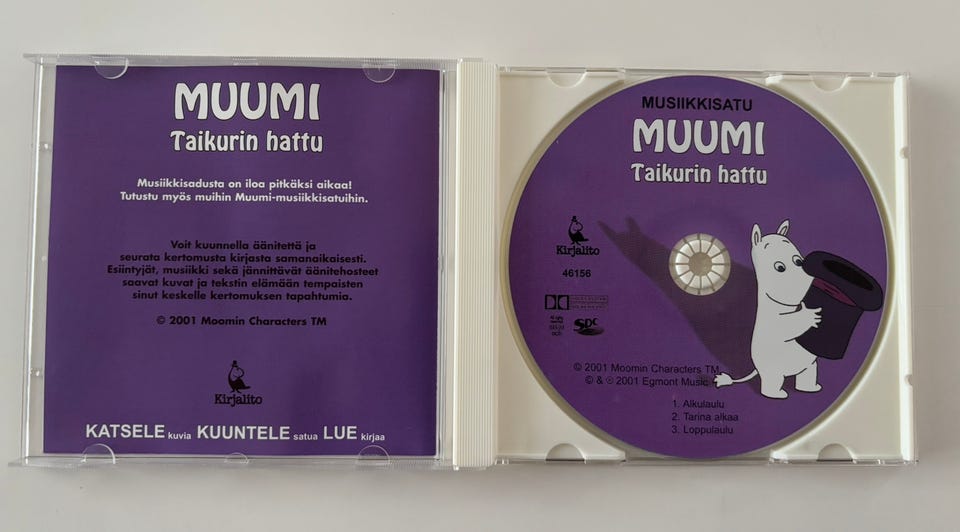 MUUMI
Taikurin hattu
Musiikkisadusta on iloa pitkäksi aikaa!
Tutustu myös muihin Muumi-musiikkisatuihin.
Voit kuunnella äänitettä ja
seurata kertomusta kirjasta samanaikaisesti.
Esiintyjät, musiikki sekä jännittävät äänitehosteet
saavat kuvat ja tekstin elämään tempaisten
sinut keskelle kertomuksen tapahtumia.
© 2001 Moomin Characters TM
Kirjalito
KATSELE kuvia KUUNTELE satua LUE kirjaa
MUSIIKKISATU
MUUMI
Taikurin hattu
Kirjalito
46156
SDC
© 2001 Moomin Characters TM
© & ℗ 2001 Egmont Music
1. Alkulaulu
2. Tarina alkaa
3. Loppulaulu